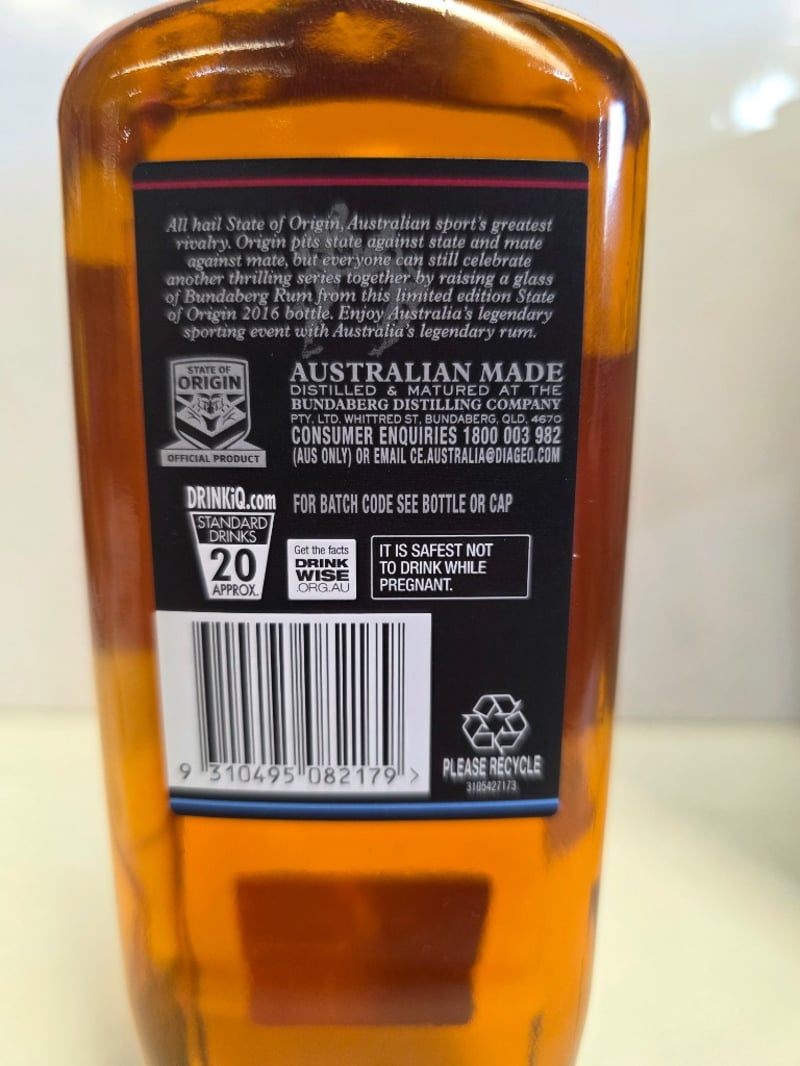 All hail State of Origin, Australian sport's greatest
rivalry. Origin pits state against state and mate
against mate, but everyone can still celebrate
another thrilling series together by raising a glass
of Bundaberg Rum from this limited edition State
of Origin 2016 bottle. Enjoy Australia's legendary
sporting event with Australia's legendary rum.
STATE OF
ORIGIN
OFFICIAL PRODUCT
AUSTRALIAN MADE
DISTILLED & MATURED AT THE
BUNDABERG DISTILLING COMPANY
PTY. LTD. WHITTRED ST, BUNDABERG, QLD. 4670
CONSUMER ENQUIRIES 1800 003 982
(AUS ONLY) OR EMAIL CE.AUSTRALIA@DIAGEO.COM
DRINKiQ.com
FOR BATCH CODE SEE BOTTLE OR CAP
STANDARD
DRINKS
20
APPROX.
Get the facts
DRINK
WISE
.ORG.AU
IT IS SAFEST NOT
TO DRINK WHILE
PREGNANT.
9 310495 082179 >
PLEASE RECYCLE
3105427173